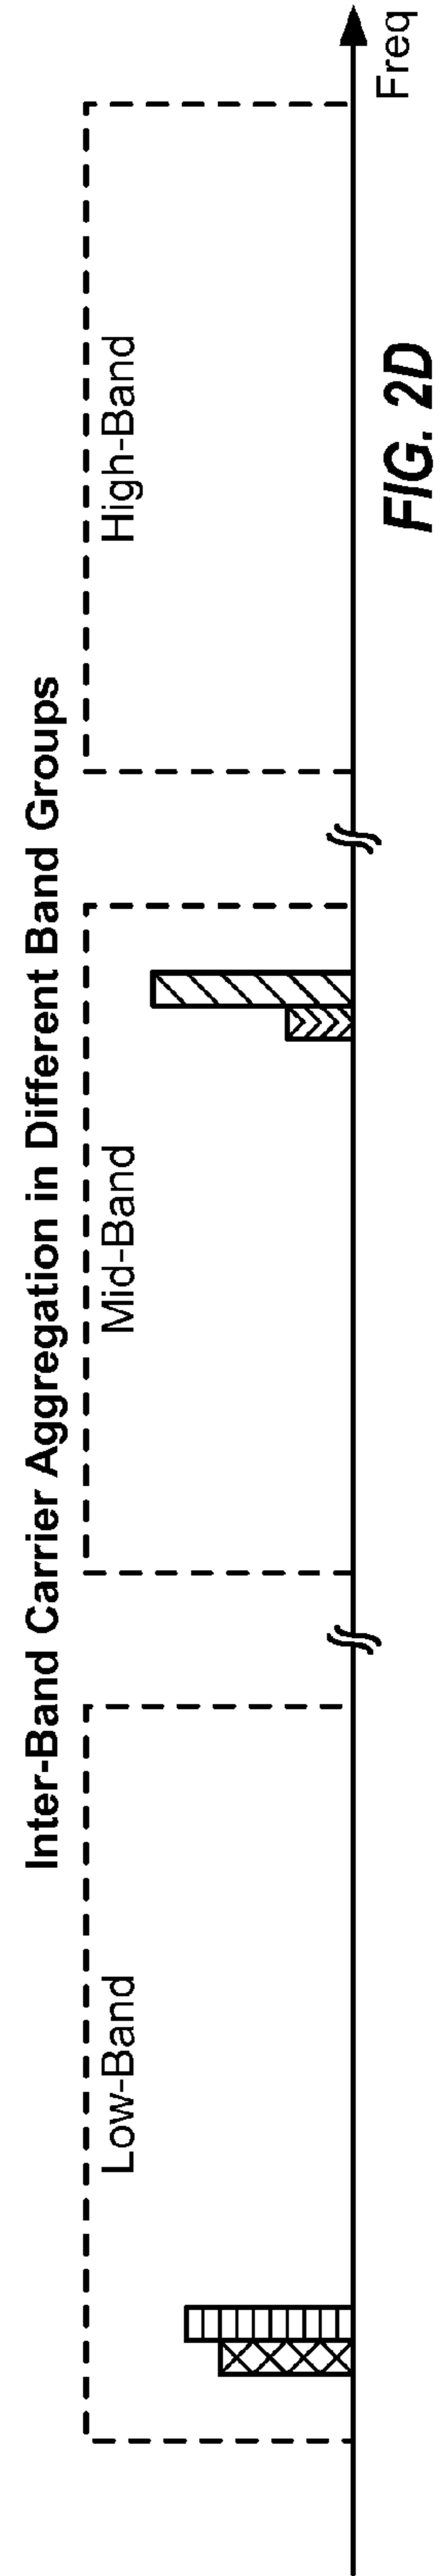 Inter-Band Carrier Aggregation in Different Band Groups
Low-Band
Mid-Band
High-Band
Freq
FIG. 2D